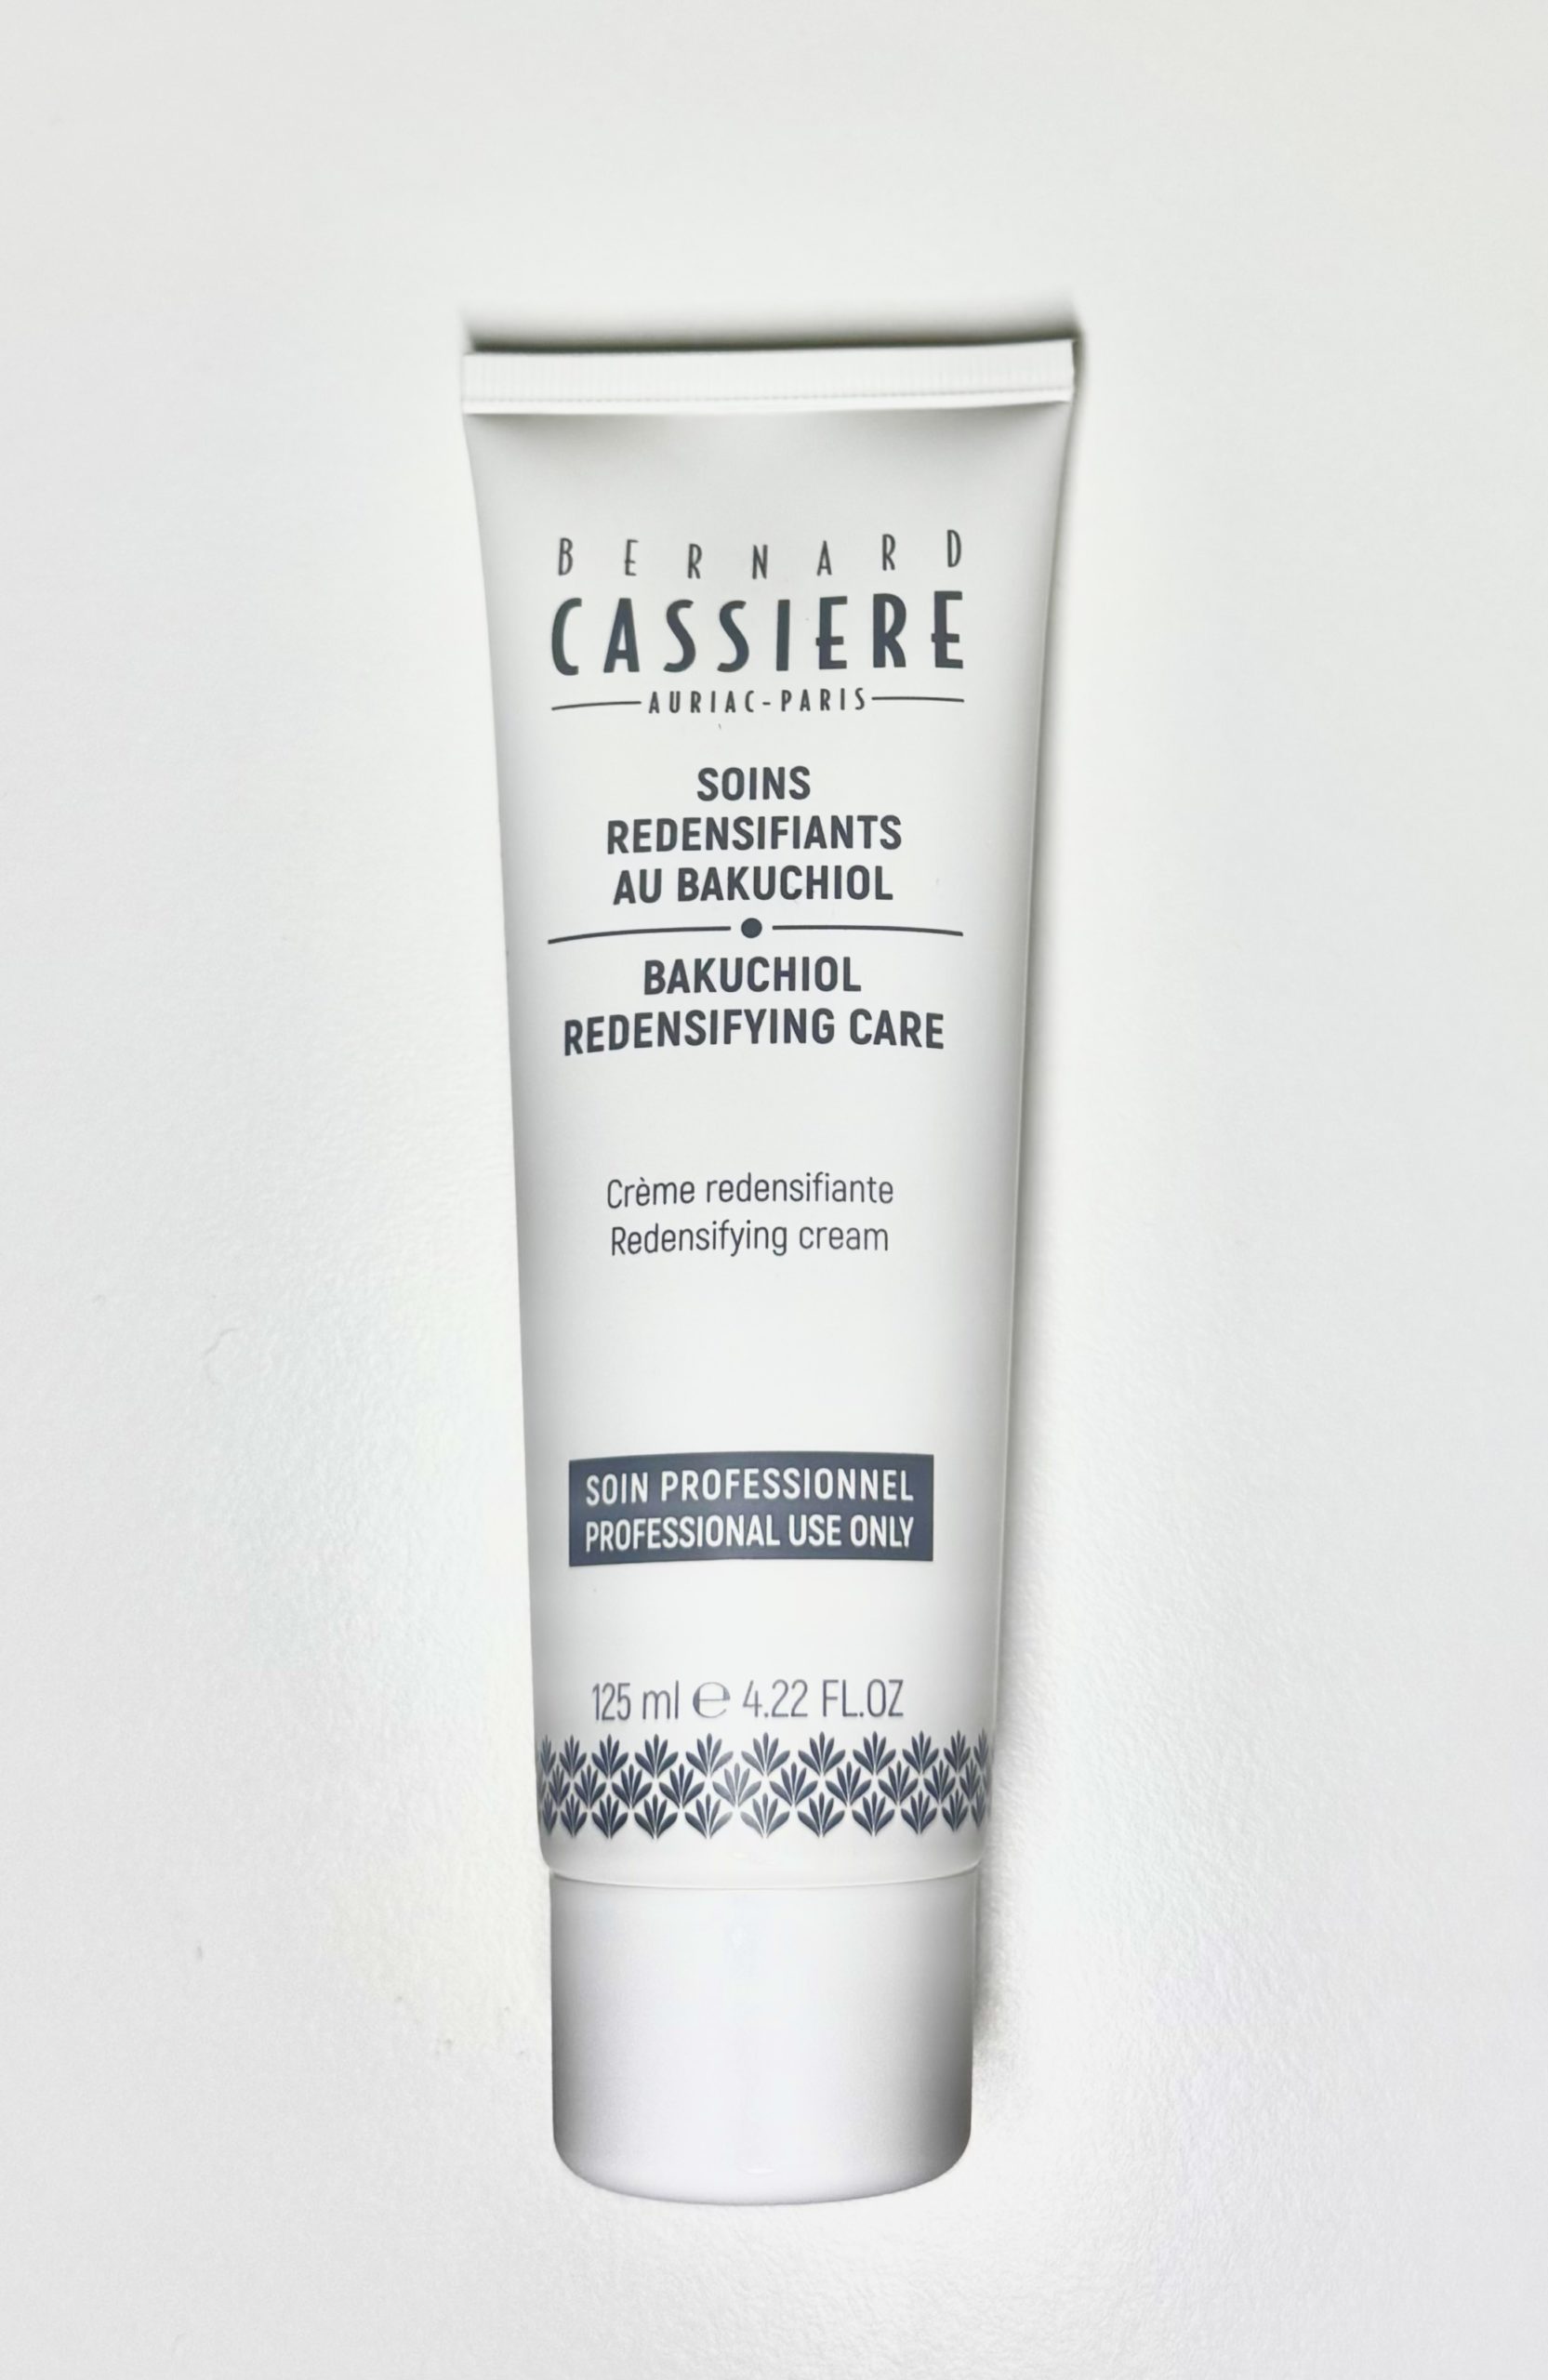 BERNARD
CASSIERE
AURIAC-PARIS
SOINS
REDENSIFIANTS
AU BAKUCHIOL
BAKUCHIOL
REDENSIFYING CARE
Crème redensifiante
Redensifying cream
SOIN PROFESSIONNEL
PROFESSIONAL USE ONLY
125 ml ℮ 4.22 FL.OZ